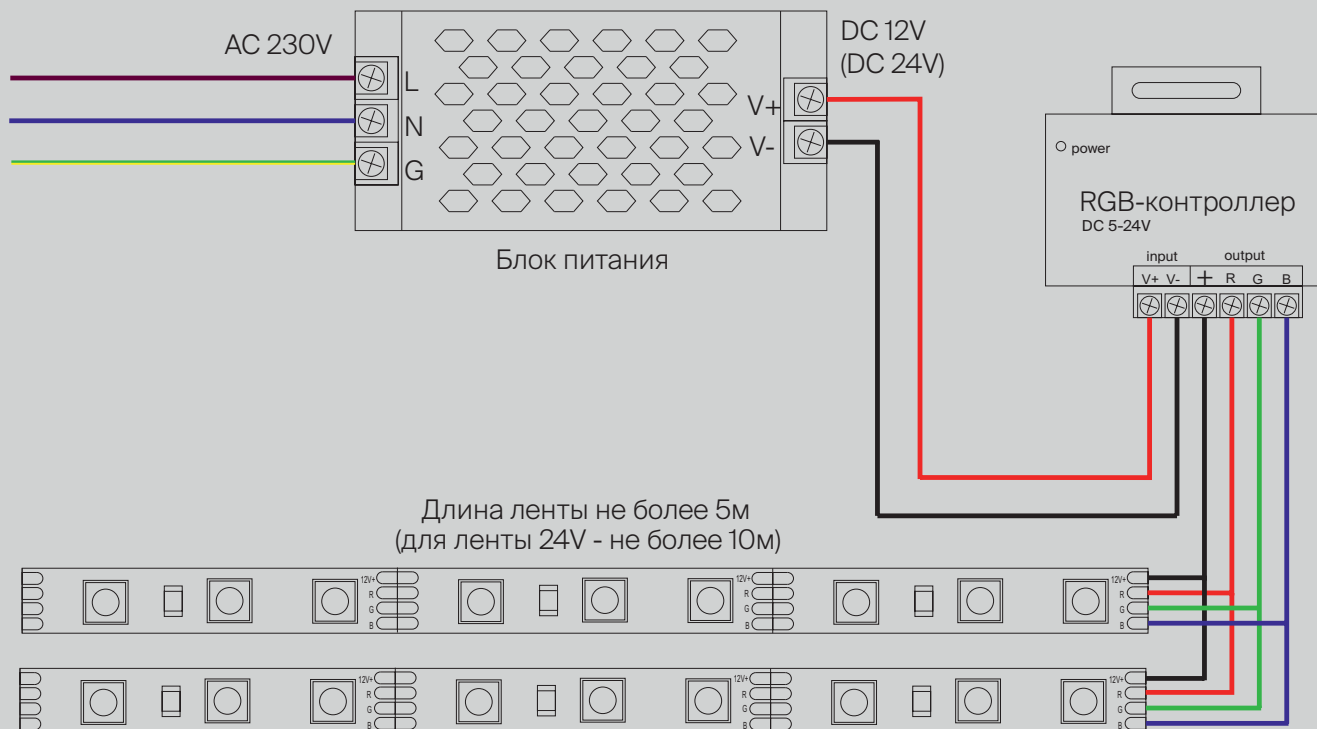 AC 230V
DC 12V
(DC 24V)
L
N
G
V+
V-
Блок питания
power
RGB-контроллер
DC 5-24V
input output
V+ V- + R G B
Длина ленты не более 5м
(для ленты 24V - не более 10м)
12V+ 12V+ 12V+
R R R
G G G
B B B
12V+ 12V+ 12V+
R R R
G G G
B B B